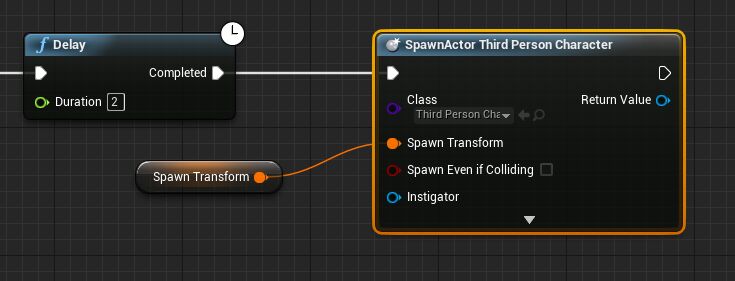 f Delay
Completed
Duration 2
Spawn Transform
SpawnActor Third Person Character
Class
Third Person Cha
Return Value
Spawn Transform
Spawn Even if Colliding
Instigator